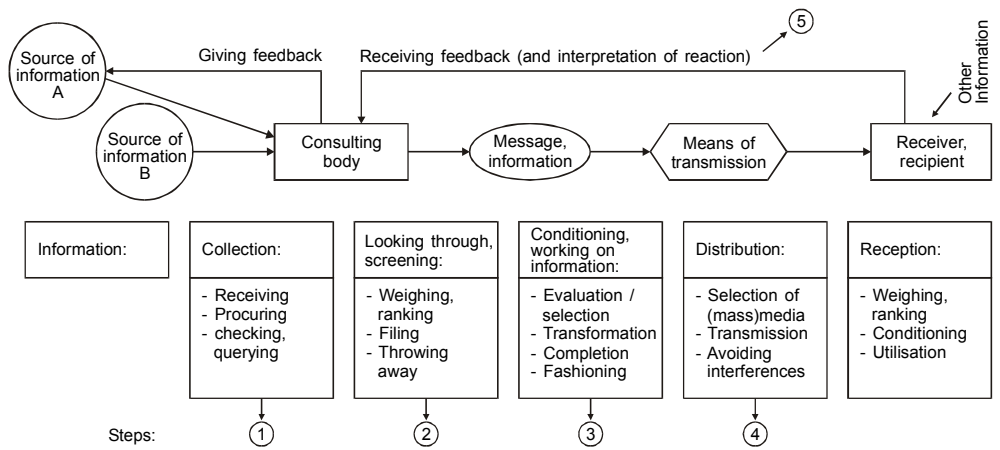 5
Source of
information
A
Giving feedback
Receiving feedback (and interpretation of reaction)
Other
Information
Source of
information
B
Consulting
body
Message,
information
Means of
transmission
Receiver,
recipient
Information:
Collection:
- Receiving
- Procuring
- checking,
querying
Looking through,
screening:
- Weighing,
ranking
- Filing
- Throwing
away
Conditioning,
working on
information:
- Evaluation /
selection
- Transformation
- Completion
- Fashioning
Distribution:
- Selection of
(mass)media
- Transmission
- Avoiding
interferences
Reception:
- Weighing,
ranking
- Conditioning
- Utilisation
Steps:
1
2
3
4